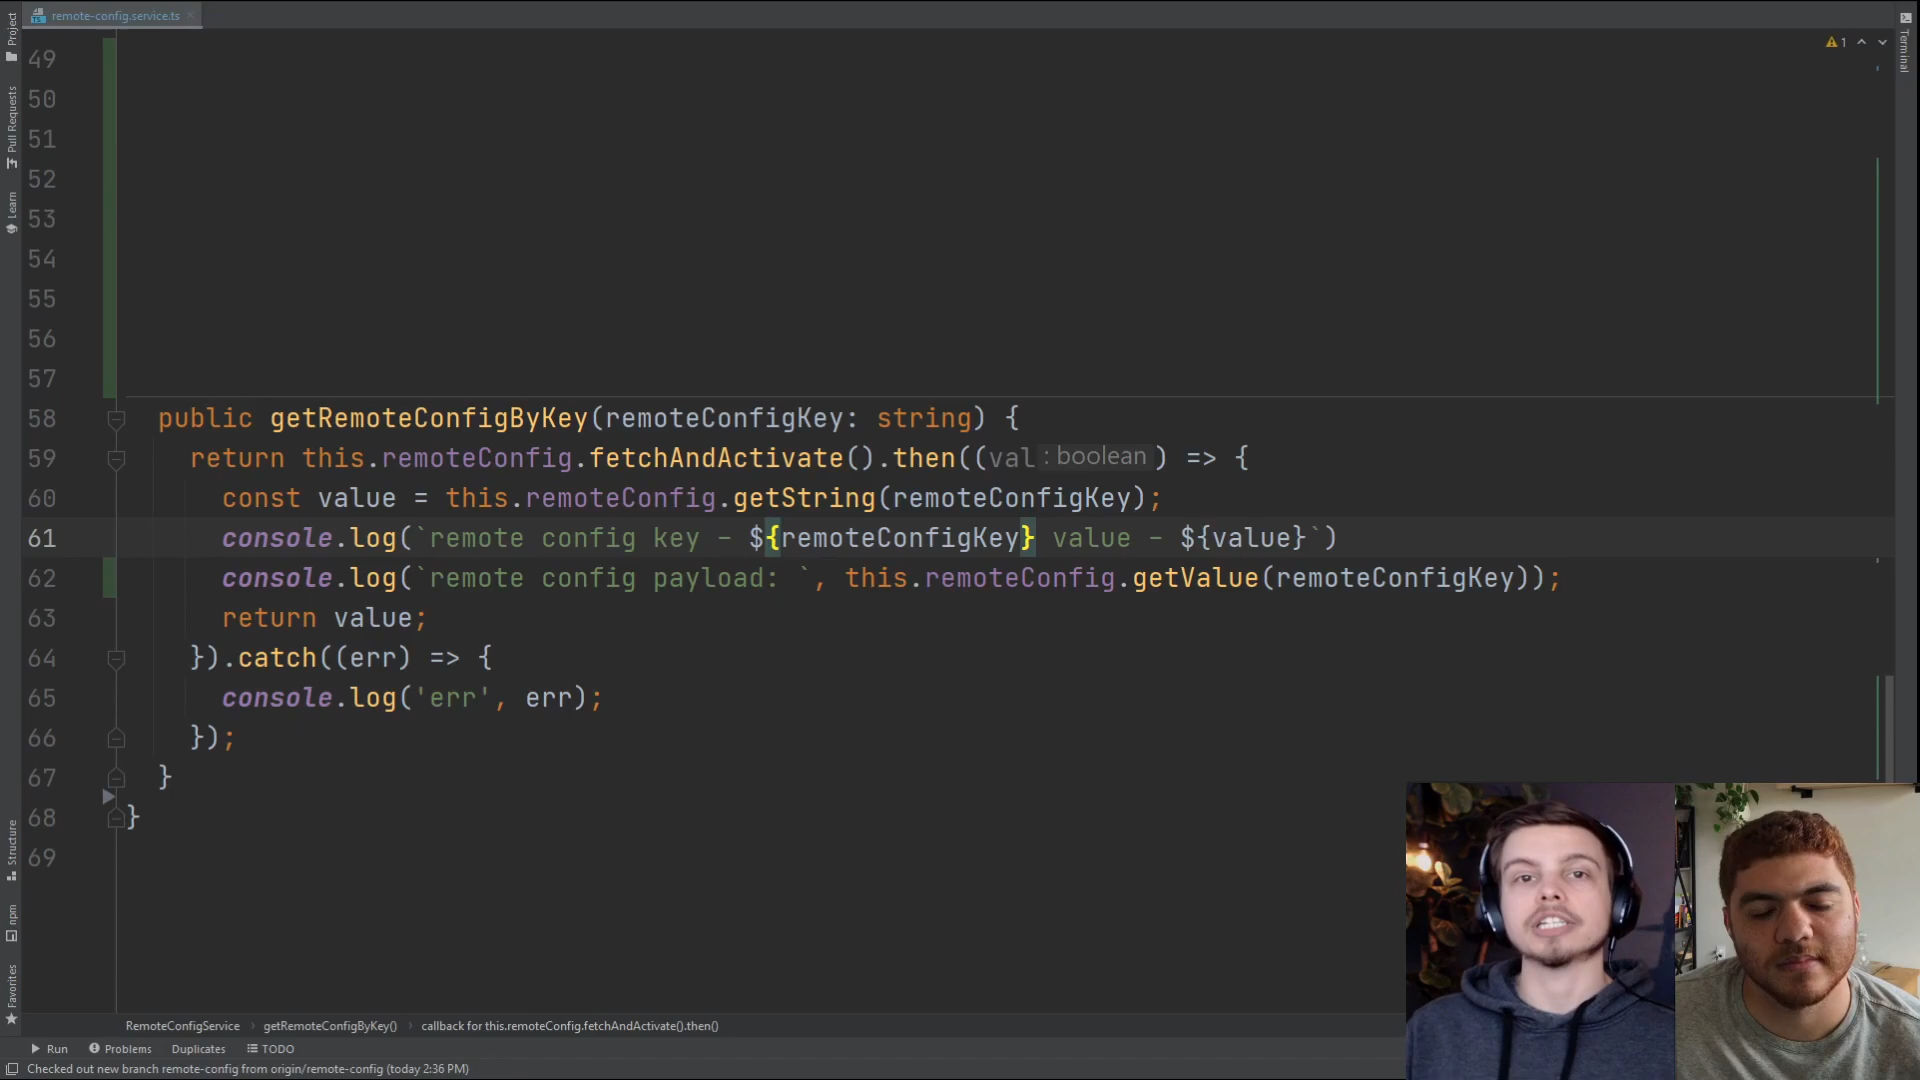 remote-config.service.ts
Project
Pull Requests
Learn
Structure
npm
Favorites
Terminal
1
49
50
51
52
53
54
55
56
57
58 public getRemoteConfigByKey(remoteConfigKey: string) {
59 return this.remoteConfig.fetchAndActivate().then((val : boolean ) => {
60 const value = this.remoteConfig.getString(remoteConfigKey);
61 console.log(`remote config key - ${remoteConfigKey} value - ${value}`)
62 console.log(`remote config payload: `, this.remoteConfig.getValue(remoteConfigKey));
63 return value;
64 }).catch((err) => {
65 console.log('err', err);
66 });
67 }
68 }
69
RemoteConfigService > getRemoteConfigByKey() > callback for this.remoteConfig.fetchAndActivate().then()
Run Problems Duplicates TODO
Checked out new branch remote-config from origin/remote-config (today 2:36 PM)